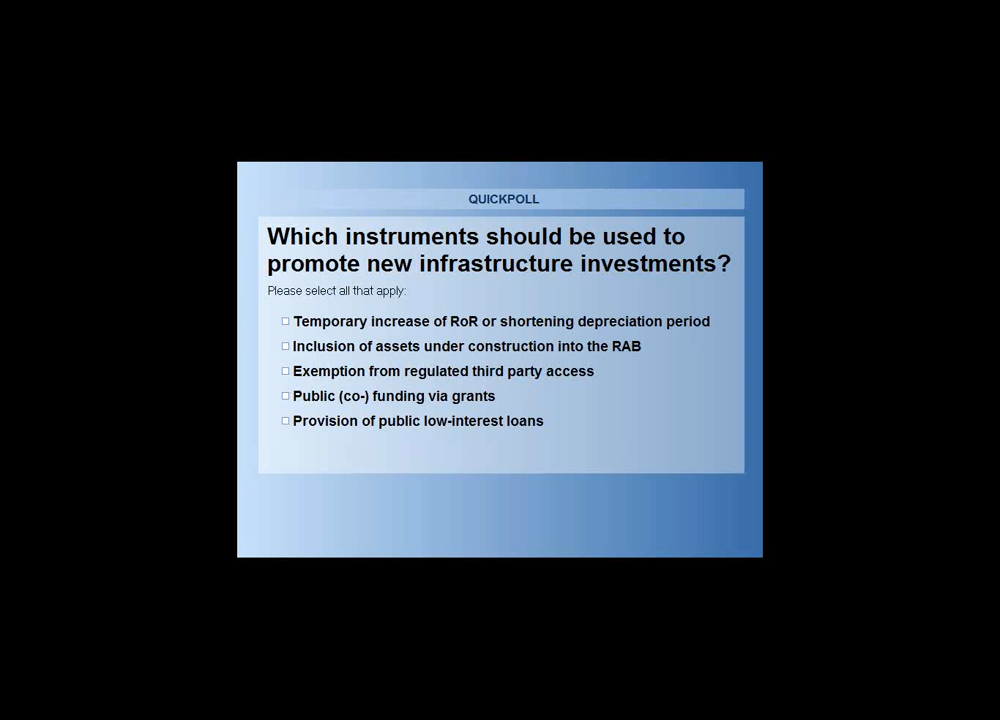 QUICKPOLL
Which instruments should be used to
promote new infrastructure investments?
Please select all that apply:
Temporary increase of RoR or shortening depreciation period
Inclusion of assets under construction into the RAB
Exemption from regulated third party access
Public (co-) funding via grants
Provision of public low-interest loans